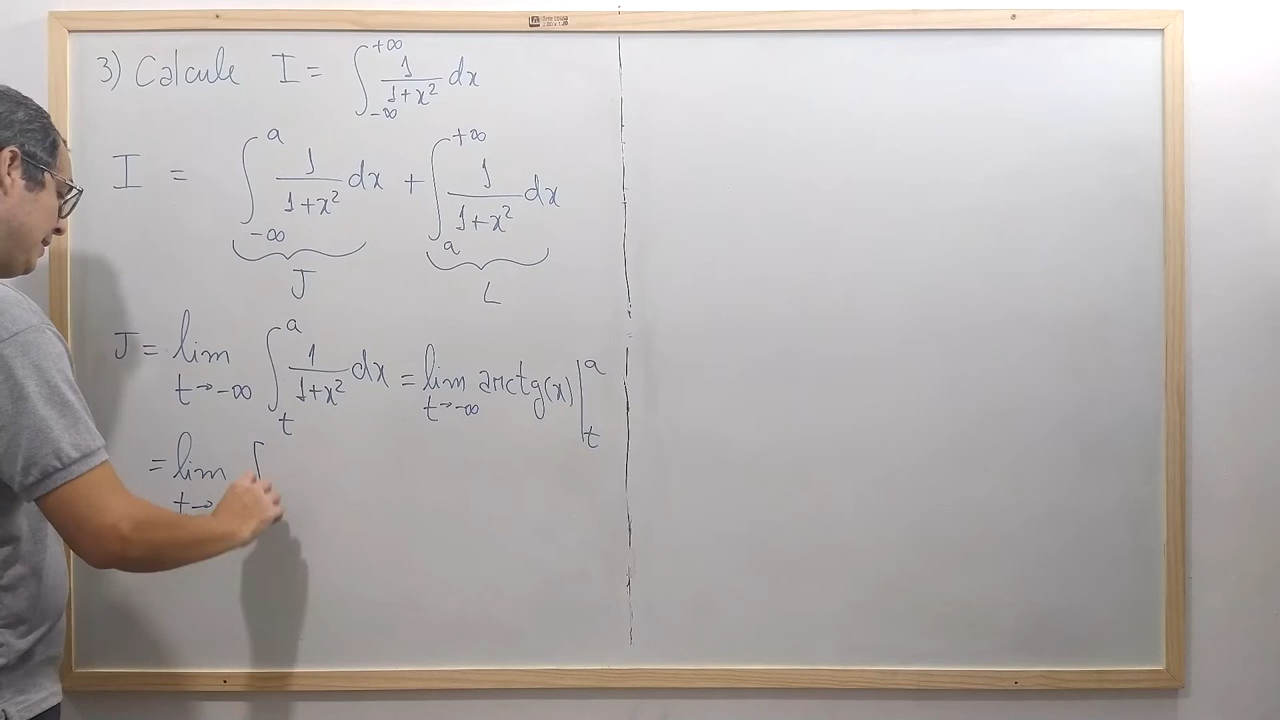 3) Calcule I = ∫_{-∞}^{+∞} 1/(1+x²) dx
I = ∫_{-∞}^{a} 1/(1+x²) dx + ∫_{a}^{+∞} 1/(1+x²) dx
J L
J = lim_{t→-∞} ∫_{t}^{a} 1/(1+x²) dx = lim_{t→-∞} arctg(x) |_{t}^{a}
= lim_{t→} [